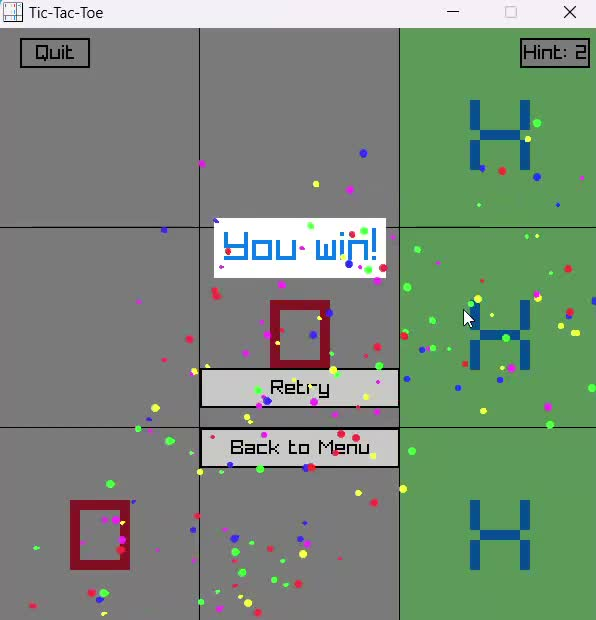 Tic-Tac-Toe
Quit
Hint: 2
You win!
Retry
Back to Menu